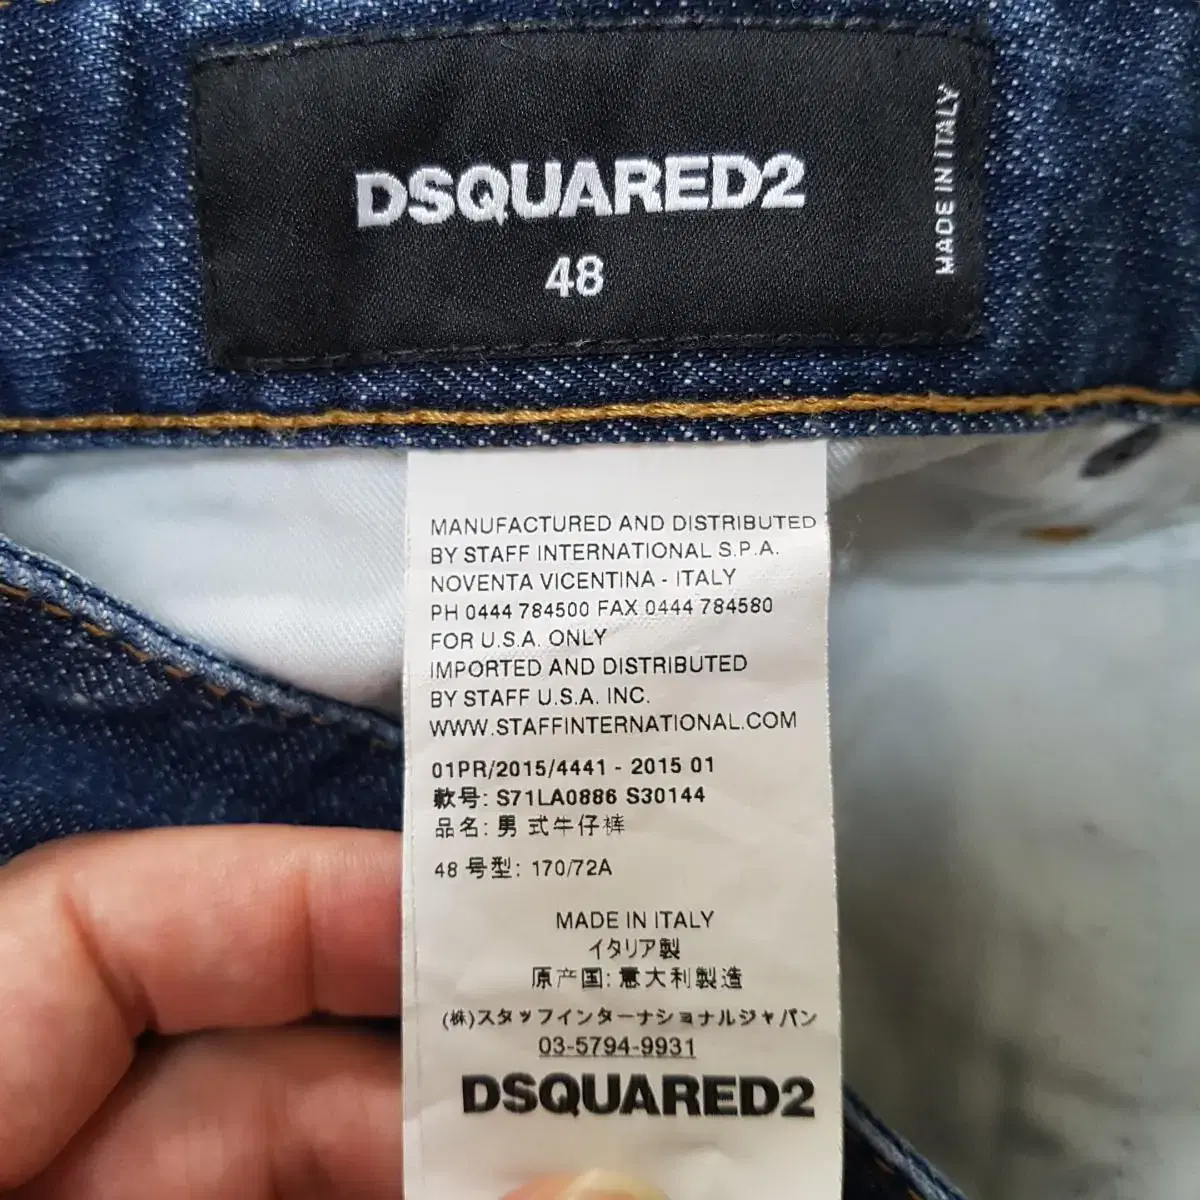 DSQUARED2
48
MADE IN ITALY
MANUFACTURED AND DISTRIBUTED
BY STAFF INTERNATIONAL S.P.A.
NOVENTA VICENTINA - ITALY
PH 0444 784500 FAX 0444 784580
FOR U.S.A. ONLY
IMPORTED AND DISTRIBUTED
BY STAFF U.S.A. INC.
WWW.STAFFINTERNATIONAL.COM
01PR/2015/4441 - 2015 01
款号: S71LA0886 S30144
品名: 男 式牛仔裤
48 号型: 170/72A
MADE IN ITALY
イタリア製
原产国: 意大利製造
(株)スタッフインターナショナルジャパン
03-5794-9931
DSQUARED2